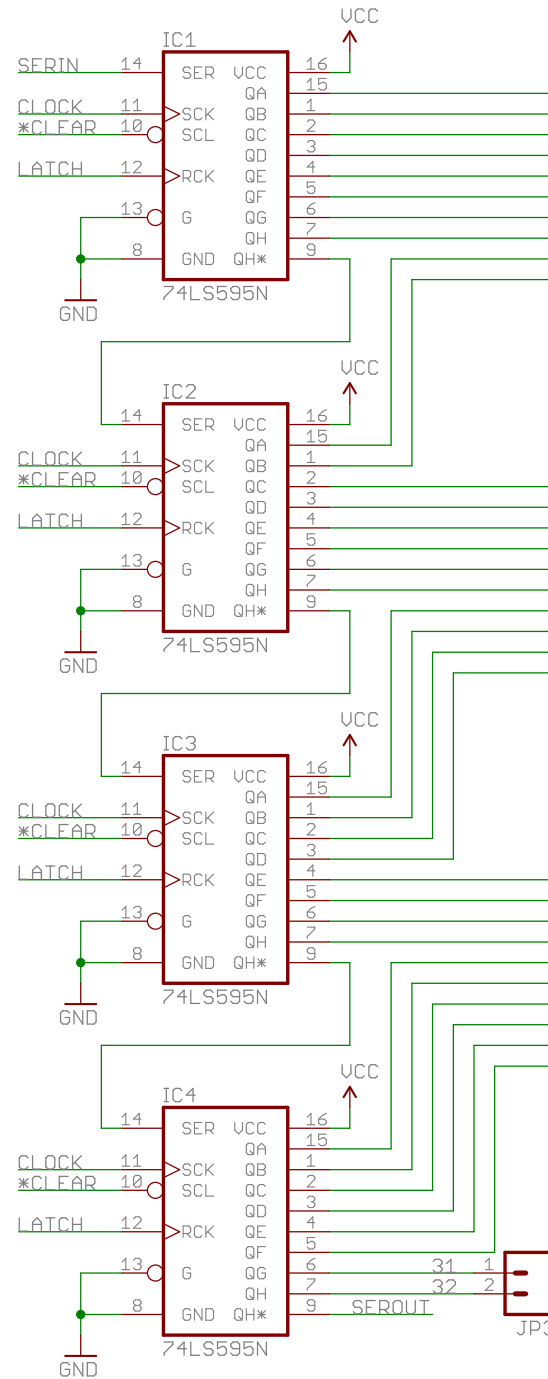 VCC
IC1
SERIN 14 SER VCC 16
QA 15
CLOCK 11 SCK QB 1
*CLEAR 10 SCL QC 2
QD 3
LATCH 12 RCK QE 4
QF 5
13 G QG 6
QH 7
8 GND QH* 9
74LS595N
GND
VCC
IC2
14 SER VCC 16
QA 15
CLOCK 11 SCK QB 1
*CLEAR 10 SCL QC 2
QD 3
LATCH 12 RCK QE 4
QF 5
13 G QG 6
QH 7
8 GND QH* 9
74LS595N
GND
VCC
IC3
14 SER VCC 16
QA 15
CLOCK 11 SCK QB 1
*CLEAR 10 SCL QC 2
QD 3
LATCH 12 RCK QE 4
QF 5
13 G QG 6
QH 7
8 GND QH* 9
74LS595N
GND
VCC
IC4
14 SER VCC 16
QA 15
CLOCK 11 SCK QB 1
*CLEAR 10 SCL QC 2
QD 3
LATCH 12 RCK QE 4
QF 5
13 G QG 6 31 1
QH 7 32 2
8 GND QH* 9 SEROUT
JP3
74LS595N
GND